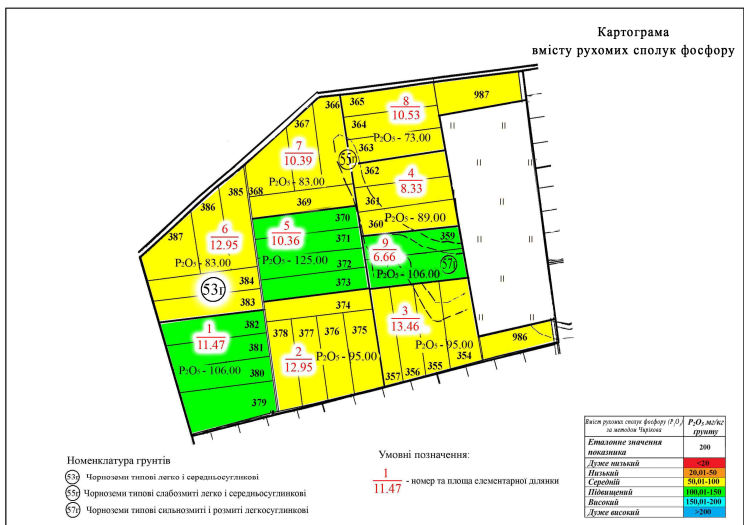 Картограма
вмісту рухомих сполук фосфору
987
366
365
8
10.53
367
364
7
10.39
P₂O₅ - 73.00
363
55г
362
4
8.33
P₂O₅ - 83.00
385
368
369
361
386
P₂O₅ - 89.00
387
6
12.95
5
10.36
370
360
359
371
9
6.66
P₂O₅ - 83.00
P₂O₅ - 125.00
372
57г
P₂O₅ - 106.00
384
373
53г
383
374
3
13.46
1
11.47
382
378
377
376
375
381
2
12.95
P₂O₅ - 95.00
P₂O₅ - 95.00
986
354
P₂O₅ - 106.00
380
357
356
355
379
Номенклатура грунтів
53г Чорноземи типові легко і середньосуглинкові
55г Чорноземи типові слабозмиті легко і середньосуглинкові
57г Чорноземи типові сильнозмиті і розмиті легкосуглинкові
Умовні позначення:
1
11.47 - номер та площа елементарної ділянки
Вміст рухомих сполук фосфору (P₂O₅) P₂O₅, мг/кг
за методом Чирікова грунту
Еталонне значення
показника 200
Дуже низький <20
Низький 20,01-50
Середній 50,01-100
Підвищений 100,01-150
Високий 150,01-200
Дуже високий >200